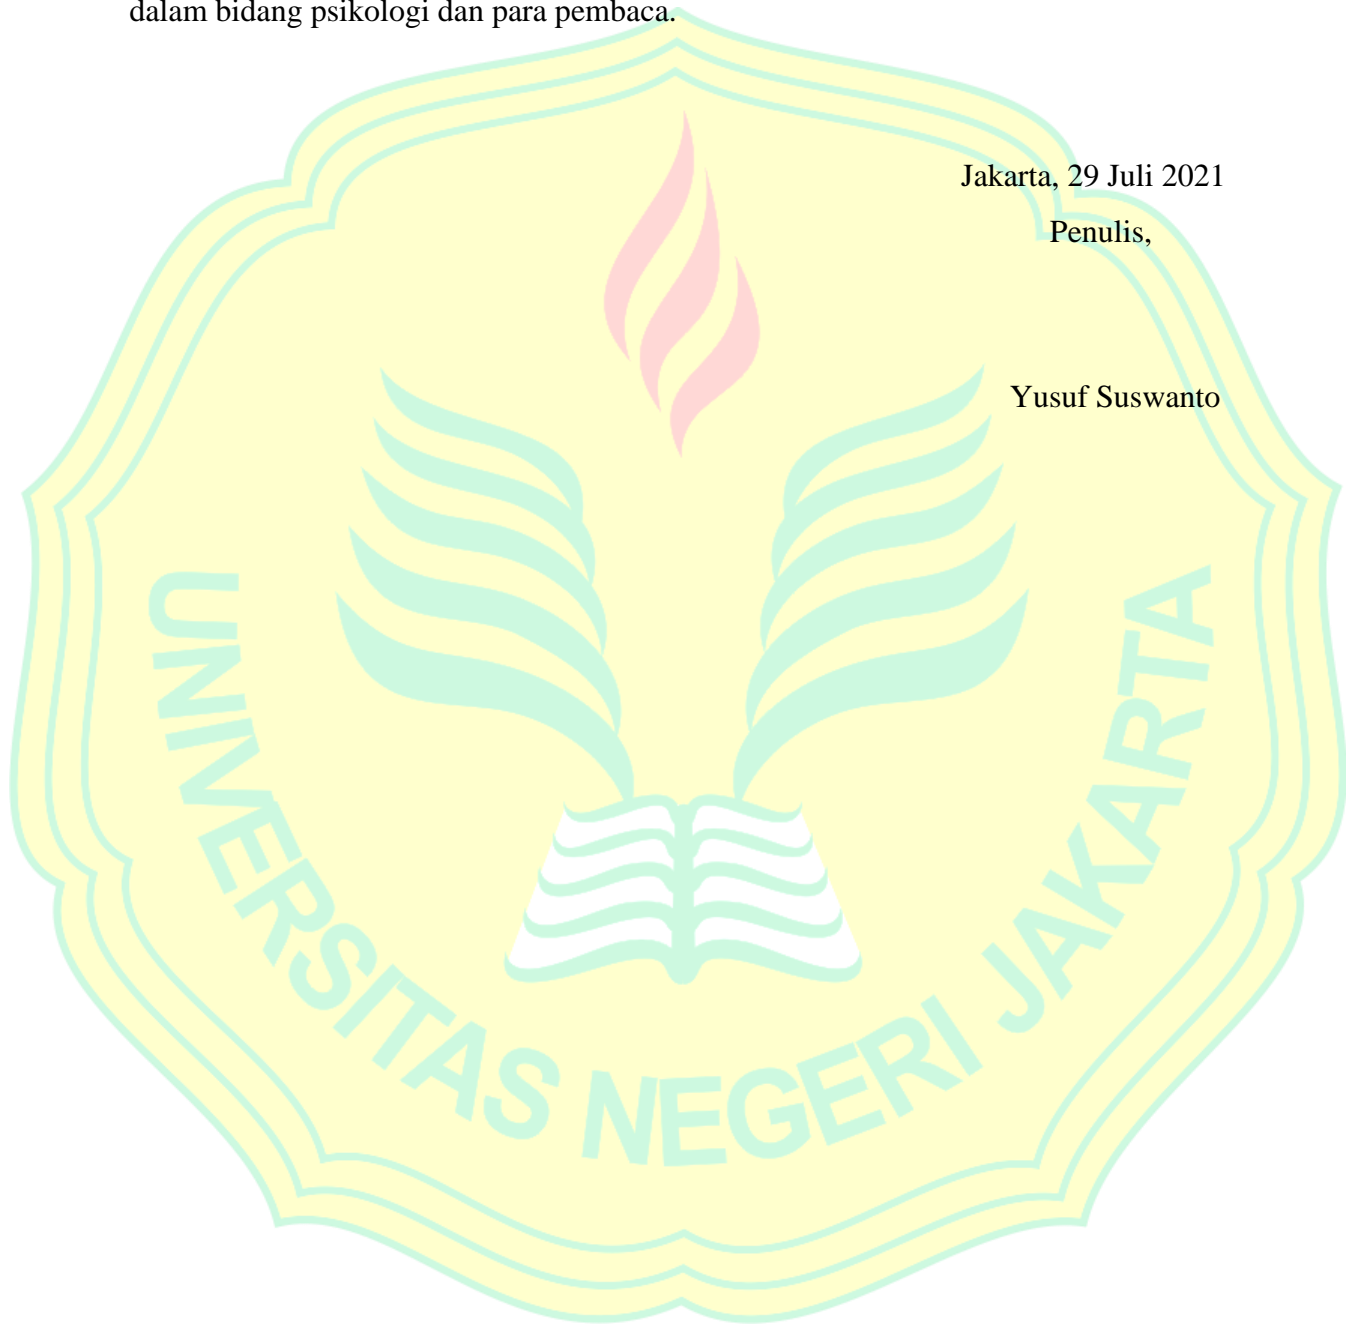 dalam bidang psikologi dan para pembaca.
Jakarta, 29 Juli 2021
Penulis,
Yusuf Suswanto
UNIVERSITAS NEGERI JAKARTA